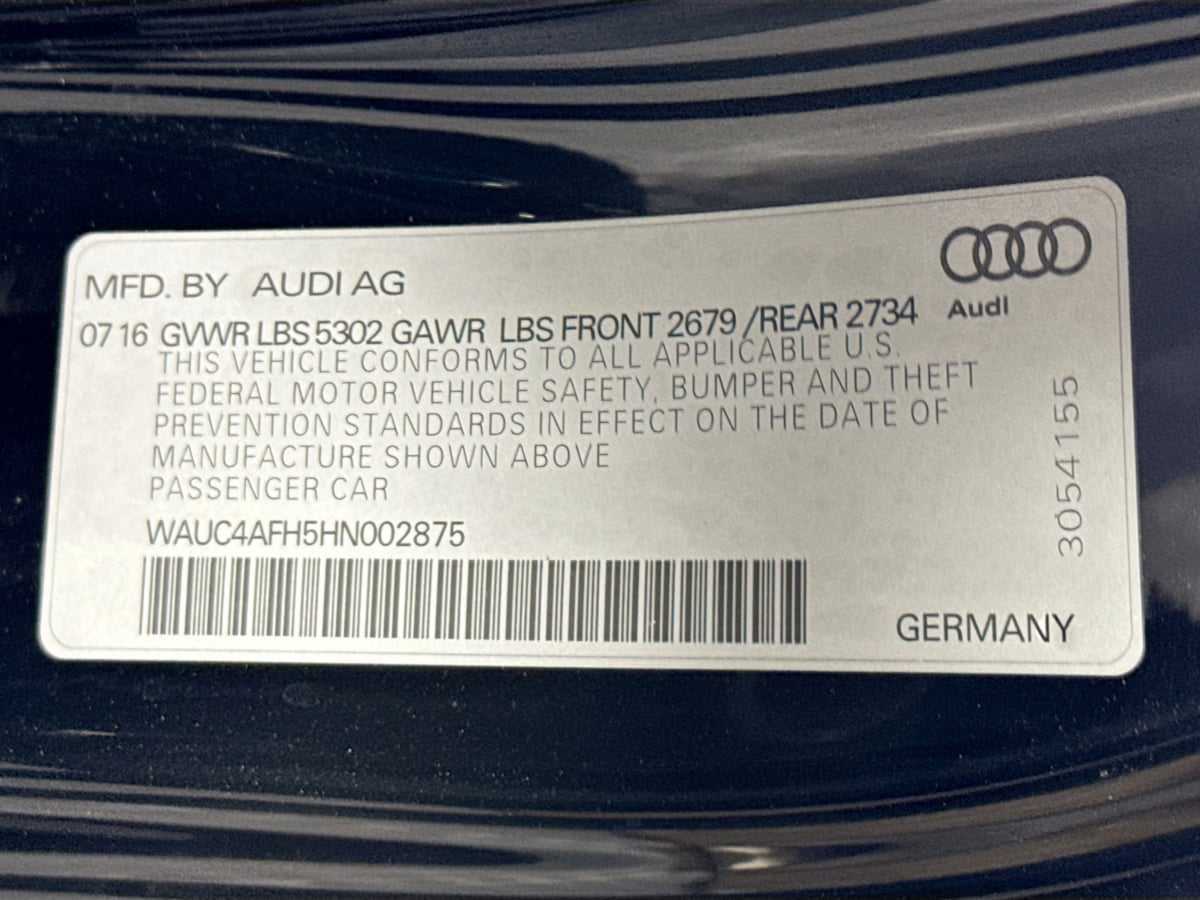 MFD. BY AUDI AG
Audi
07 16 GVWR LBS 5302 GAWR LBS FRONT 2679 /REAR 2734
THIS VEHICLE CONFORMS TO ALL APPLICABLE U.S.
FEDERAL MOTOR VEHICLE SAFETY, BUMPER AND THEFT
PREVENTION STANDARDS IN EFFECT ON THE DATE OF
MANUFACTURE SHOWN ABOVE
PASSENGER CAR
3054155
WAUC4AFH5HN002875
GERMANY